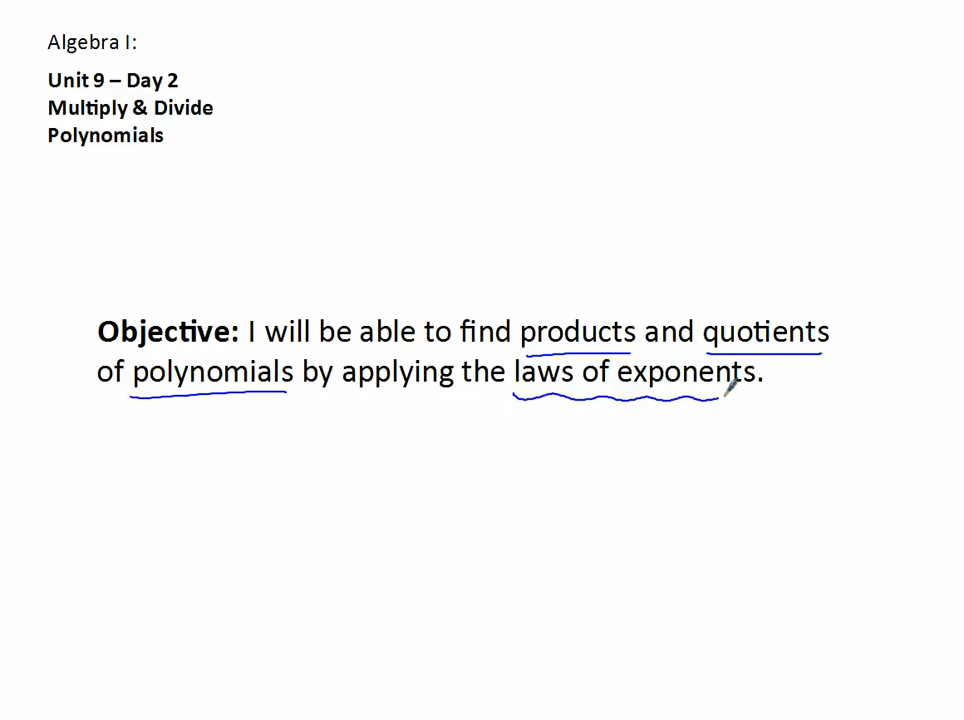 Algebra I:
Unit 9 – Day 2
Multiply & Divide
Polynomials
Objective: I will be able to find products and quotients
of polynomials by applying the laws of exponents.